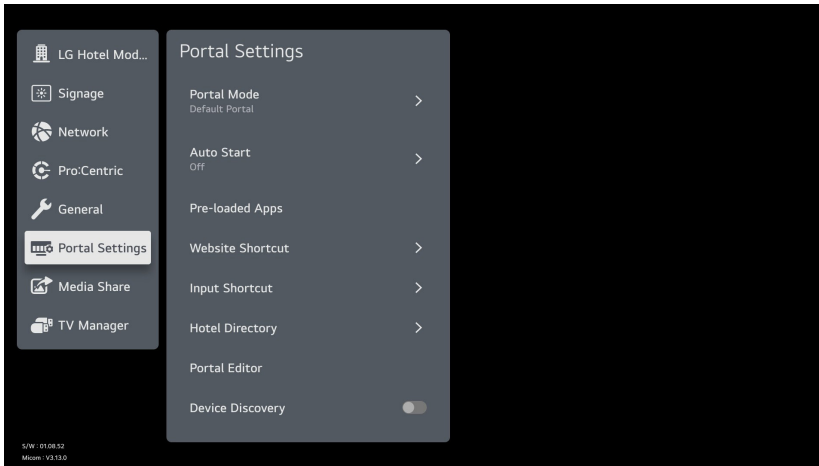 LG Hotel Mod...
Signage
Network
Pro:Centric
General
Portal Settings
Media Share
TV Manager
Portal Settings
Portal Mode
Default Portal
Auto Start
Off
Pre-loaded Apps
Website Shortcut
Input Shortcut
Hotel Directory
Portal Editor
Device Discovery
S/W : 01.08.52
Micom : V3.13.0